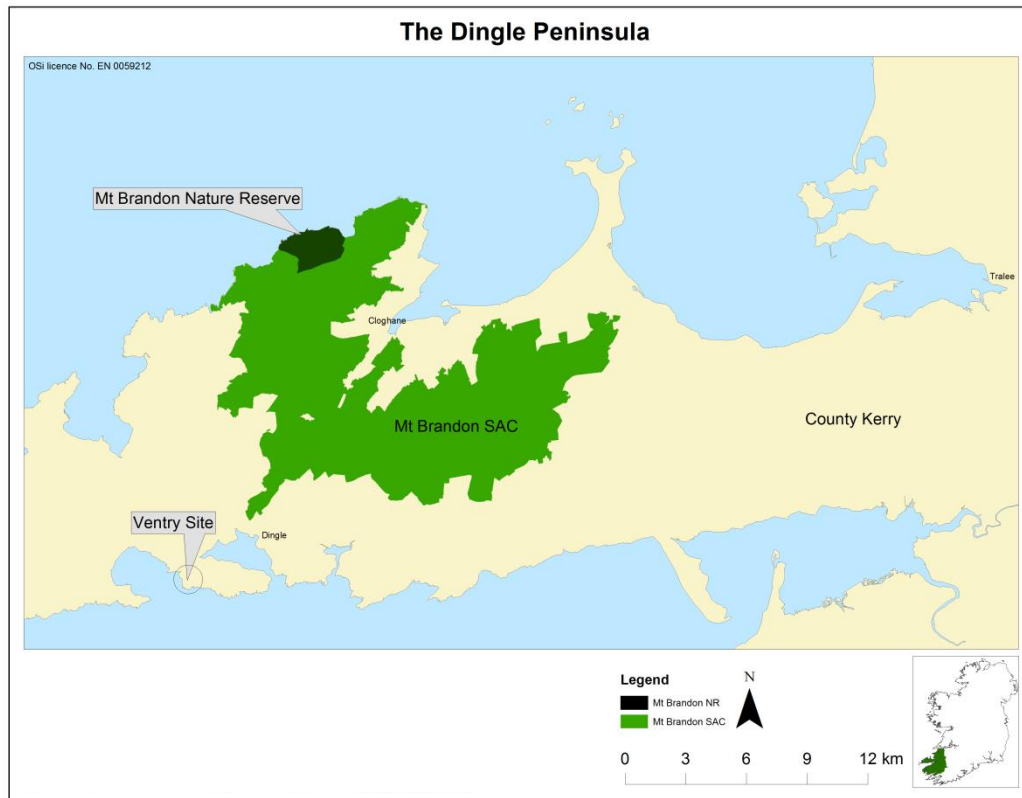 The Dingle Peninsula
OSi licence No. EN 0059212
Mt Brandon Nature Reserve
Tralee
Cloghane
Mt Brandon SAC
County Kerry
Ventry Site
Dingle
Legend
Mt Brandon NR
Mt Brandon SAC
N
0 3 6 9 12 km